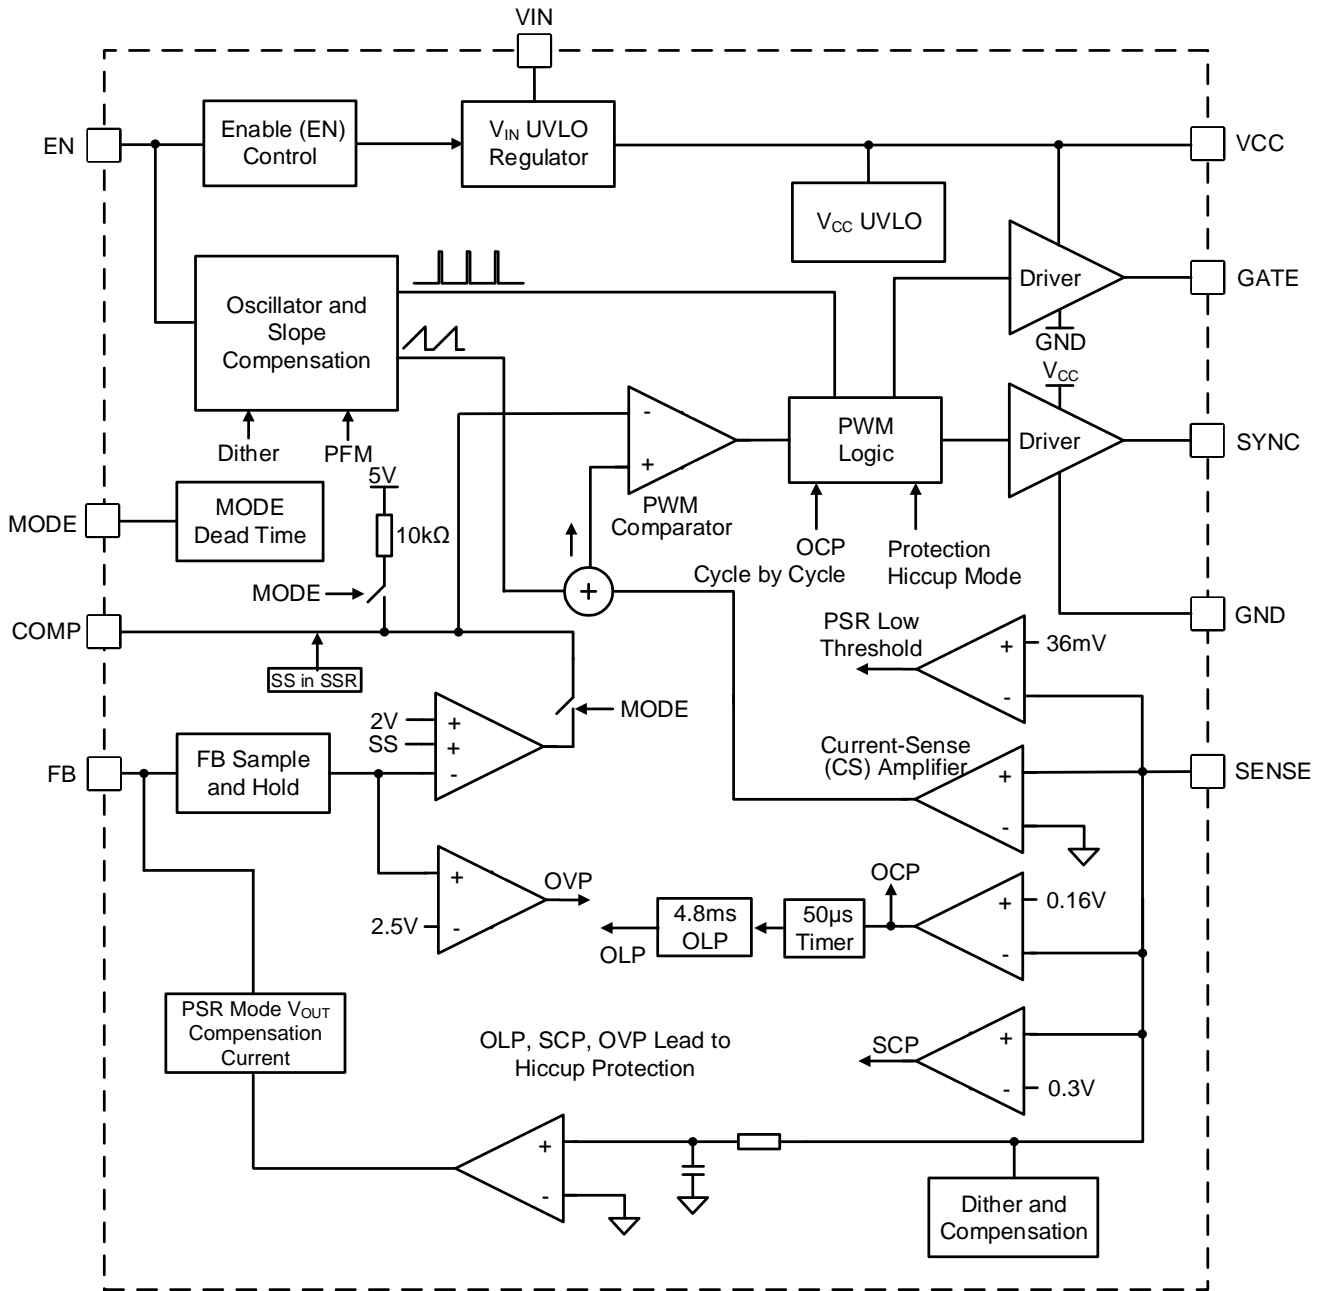 VIN
EN
Enable (EN)
Control
VIN UVLO
Regulator
VCC
VCC UVLO
Oscillator and
Slope
Compensation
Driver
GATE
GND
VCC
Dither
PFM
5V
-
+
PWM
Comparator
PWM
Logic
Driver
SYNC
MODE
MODE
Dead Time
10kΩ
MODE
+
OCP
Cycle by Cycle
Protection
Hiccup Mode
COMP
SS in SSR
PSR Low
Threshold
+
36mV
-
GND
2V
+
SS
+
-
MODE
FB
FB Sample
and Hold
Current-Sense
(CS) Amplifier
+
-
SENSE
+
2.5V
-
OVP
OLP
4.8ms
OLP
50µs
Timer
OCP
+
0.16V
-
PSR Mode VOUT
Compensation
Current
OLP, SCP, OVP Lead to
Hiccup Protection
SCP
+
-
0.3V
+
-
Dither and
Compensation